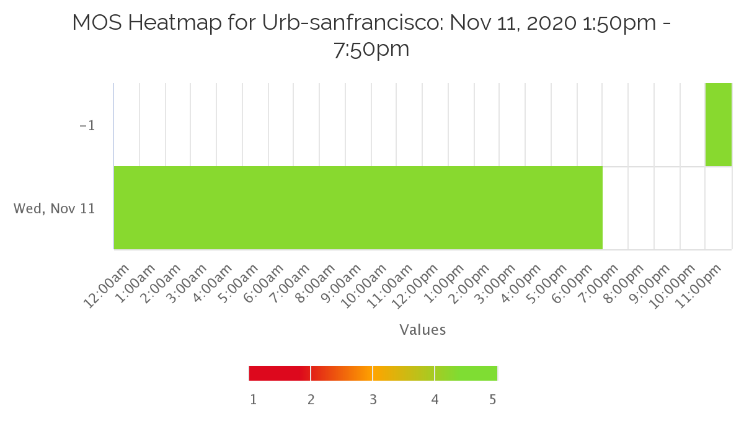 MOS Heatmap for Urb-sanfrancisco: Nov 11, 2020 1:50pm -
7:50pm
-1
Wed, Nov 11
12:00am 1:00am 2:00am 3:00am 4:00am 5:00am 6:00am 7:00am 8:00am 9:00am 10:00am 11:00am 12:00pm 1:00pm 2:00pm 3:00pm 4:00pm 5:00pm 6:00pm 7:00pm 8:00pm 9:00pm 10:00pm 11:00pm
Values
1 2 3 4 5